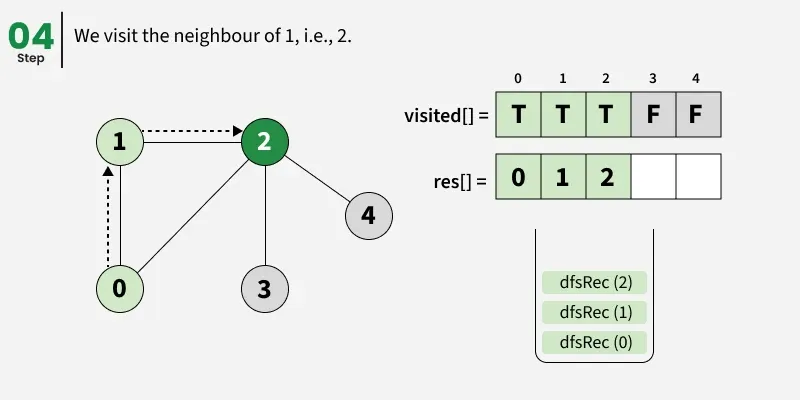 04
Step
We visit the neighbour of 1, i.e., 2.
0 1 2 3 4
visited[] = T T T F F
res[] = 0 1 2
1
2
4
0
3
dfsRec (2)
dfsRec (1)
dfsRec (0)